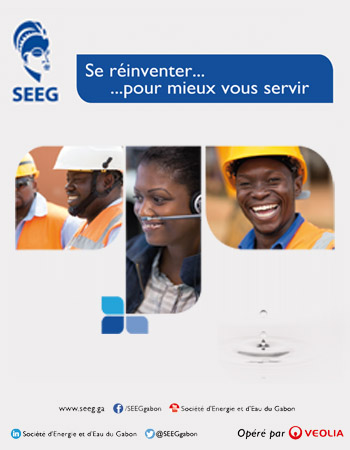 SEEG
Se réinventer...
...pour mieux vous servir
www.seeg.ga /SEEGgabon Société d'Energie et d'Eau du Gabon
Société d'Energie et d'Eau du Gabon @SEEGgabon Opéré par VEOLIA